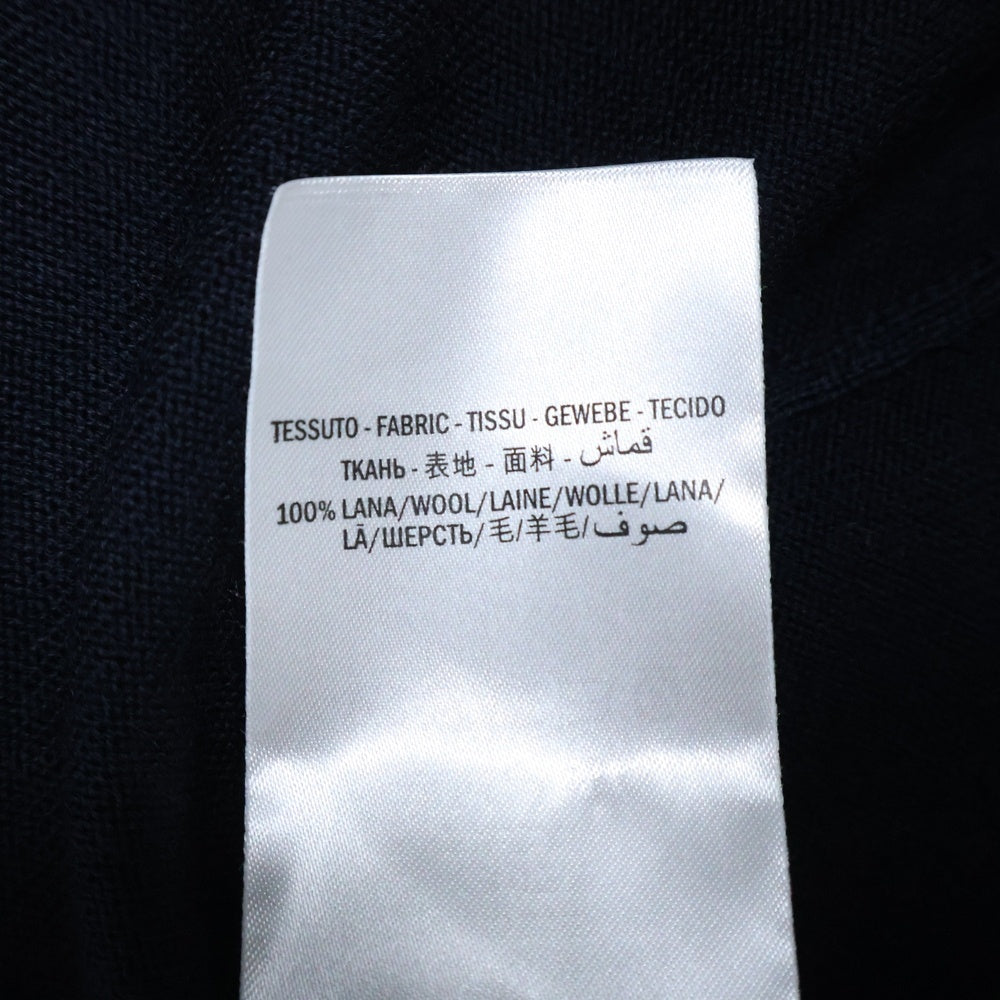 TESSUTO - FABRIC - TISSU - GEWEBE - TECIDO
ТКАНЬ - 表地 - 面料 - قماش
100% LANA/WOOL/LAINE/WOLLE/LANA/
LÃ/ШЕРСТЬ/毛/羊毛/صوف